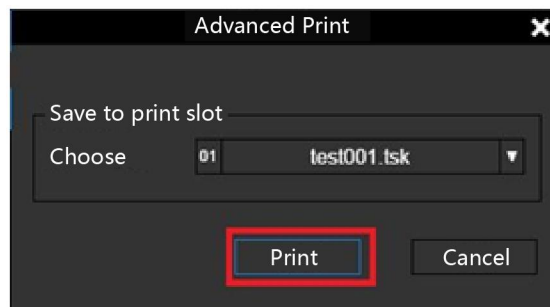 Advanced Print
Save to print slot
Choose 01 test001.tsk
Print Cancel